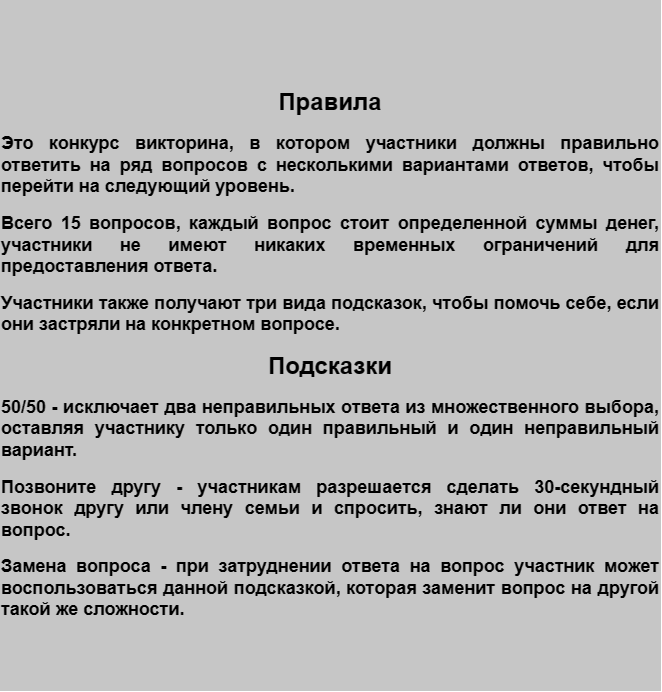 Правила
Это конкурс викторина, в котором участники должны правильно
ответить на ряд вопросов с несколькими вариантами ответов, чтобы
перейти на следующий уровень.
Всего 15 вопросов, каждый вопрос стоит определенной суммы денег,
участники не имеют никаких временных ограничений для
предоставления ответа.
Участники также получают три вида подсказок, чтобы помочь себе, если
они застряли на конкретном вопросе.
Подсказки
50/50 - исключает два неправильных ответа из множественного выбора,
оставляя участнику только один правильный и один неправильный
вариант.
Позвоните другу - участникам разрешается сделать 30-секундный
звонок другу или члену семьи и спросить, знают ли они ответ на
вопрос.
Замена вопроса - при затруднении ответа на вопрос участник может
воспользоваться данной подсказкой, которая заменит вопрос на другой
такой же сложности.